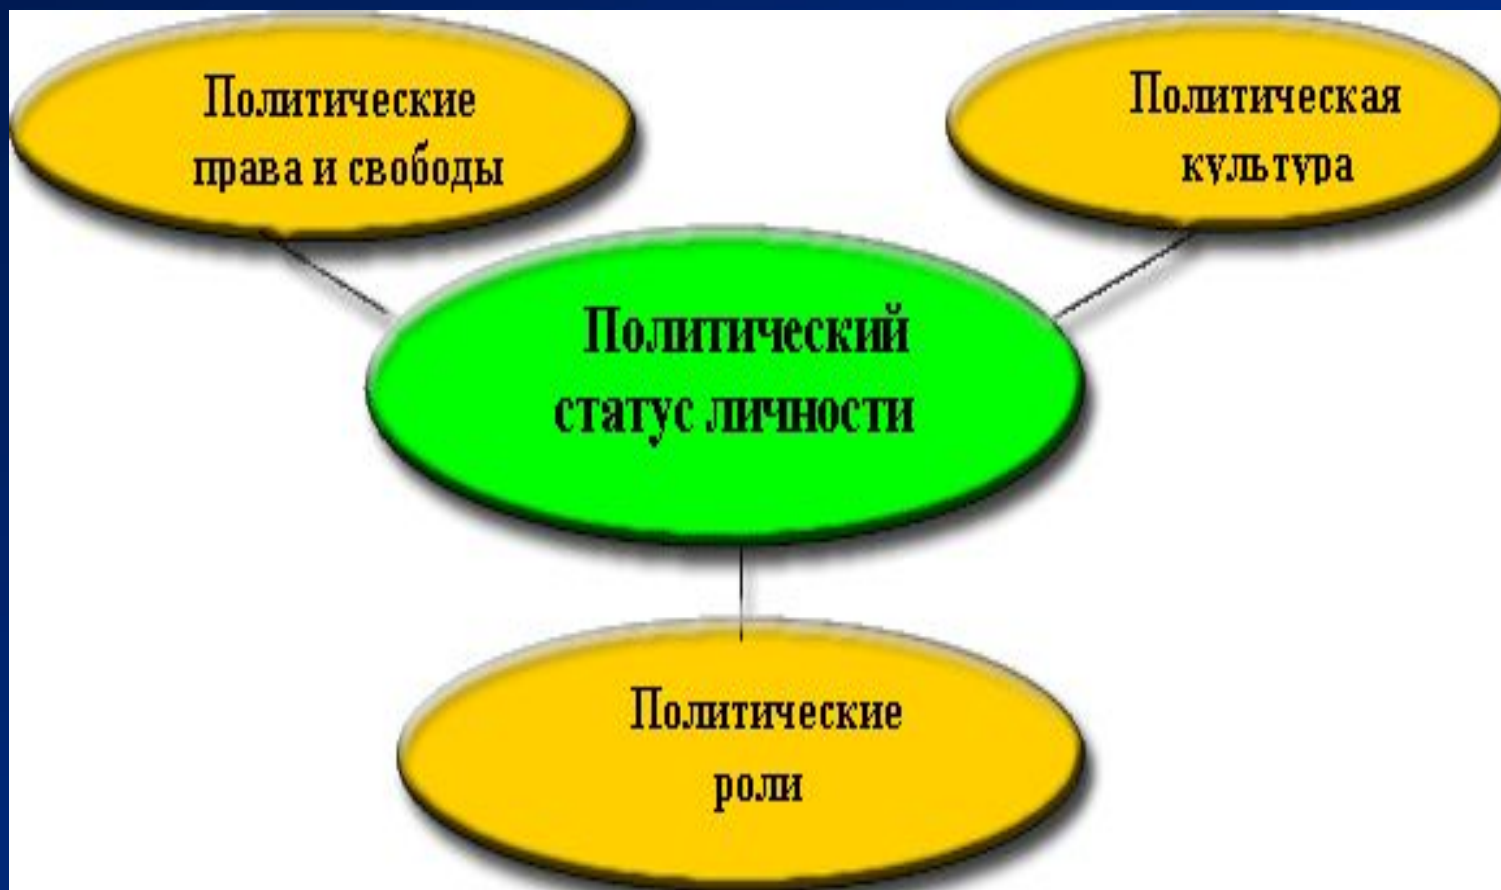 Политические
права и свободы
Политическая
культура
Политический
статус личности
Политические
роли